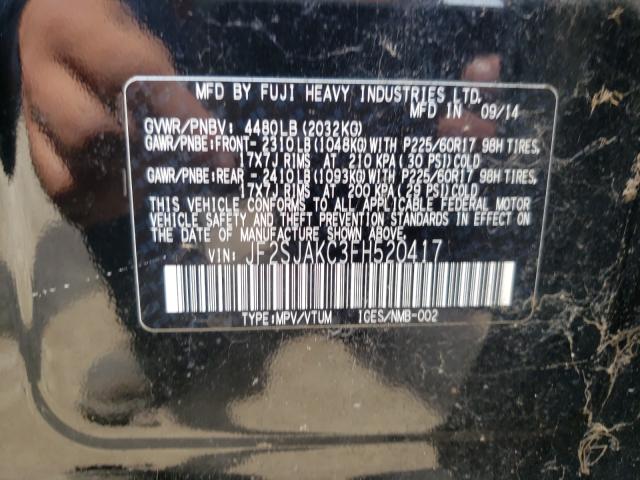 MFD BY FUJI HEAVY INDUSTRIES LTD.
MFD IN 09/14
GVWR/PNBV: 4480LB (2032KG)
GAWR/PNBE:FRONT- 2310LB (1048KG) WITH P225/60R17 98H TIRES,
17X7J RIMS AT 210 KPA (30 PSI) COLD
GAWR/PNBE:REAR - 2410LB (1093KG) WITH P225/60R17 98H TIRES,
17X7J RIMS AT 200 KPA (29 PSI) COLD
THIS VEHICLE CONFORMS TO ALL APPLICABLE FEDERAL MOTOR
VEHICLE SAFETY AND THEFT PREVENTION STANDARDS IN EFFECT ON
THE DATE OF MANUFACTURE SHOWN ABOVE.
VIN: JF2SJAKC3FH520417
TYPE:MPV/VTUM 1GES/NMB-002